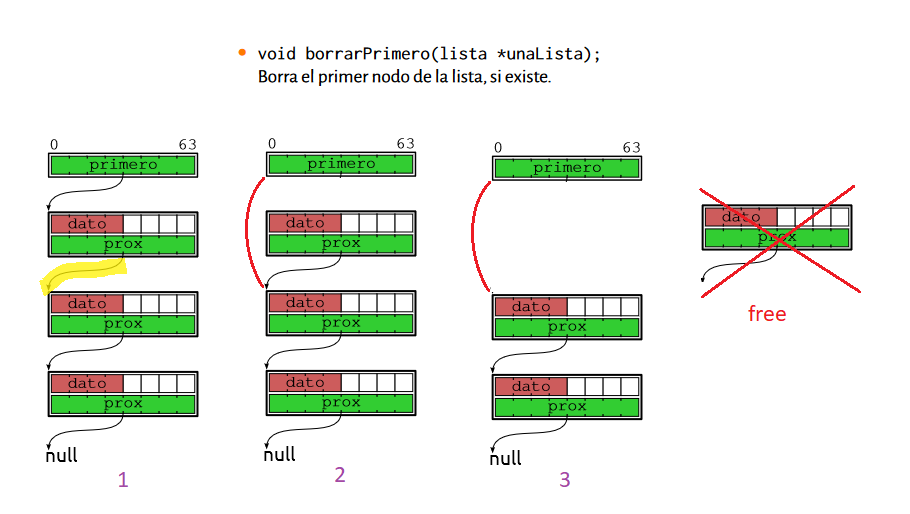 • void borrarPrimero(lista *unaLista);
Borra el primer nodo de la lista, si existe.
0 63
primero
dato
prox
dato
prox
dato
prox
null
1
0 63
primero
dato
prox
dato
prox
dato
prox
null
2
0 63
primero
dato
prox
dato
prox
null
3
dato
prox
free